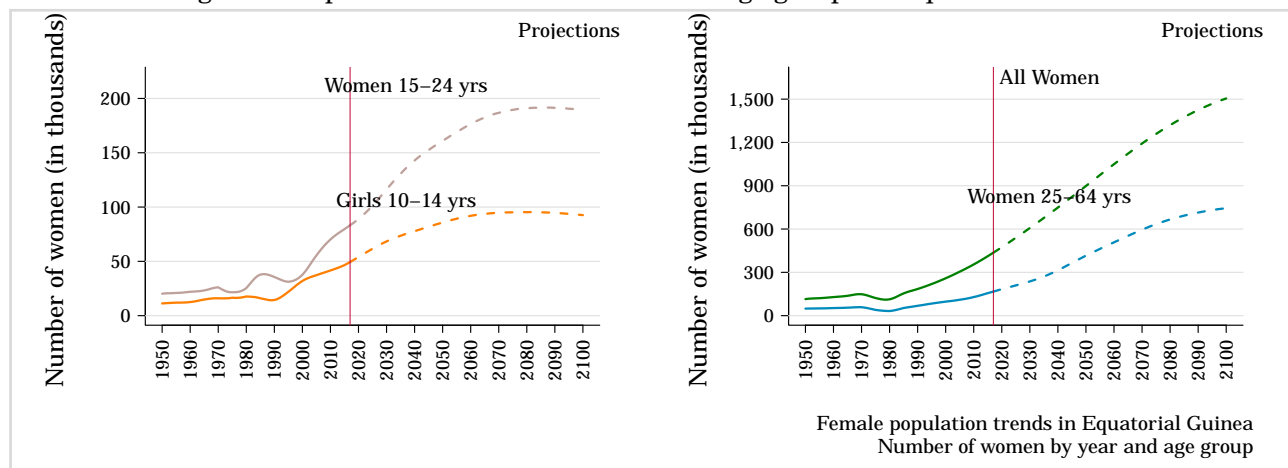 Projections
Number of women (in thousands)
Women 15–24 yrs
Girls 10–14 yrs
200
150
100
50
0
1950 1960 1970 1980 1990 2000 2010 2020 2030 2040 2050 2060 2070 2080 2090 2100
Projections
Number of women (in thousands)
All Women
Women 25–64 yrs
1,500
1,200
900
600
300
0
1950 1960 1970 1980 1990 2000 2010 2020 2030 2040 2050 2060 2070 2080 2090 2100
Female population trends in Equatorial Guinea
Number of women by year and age group